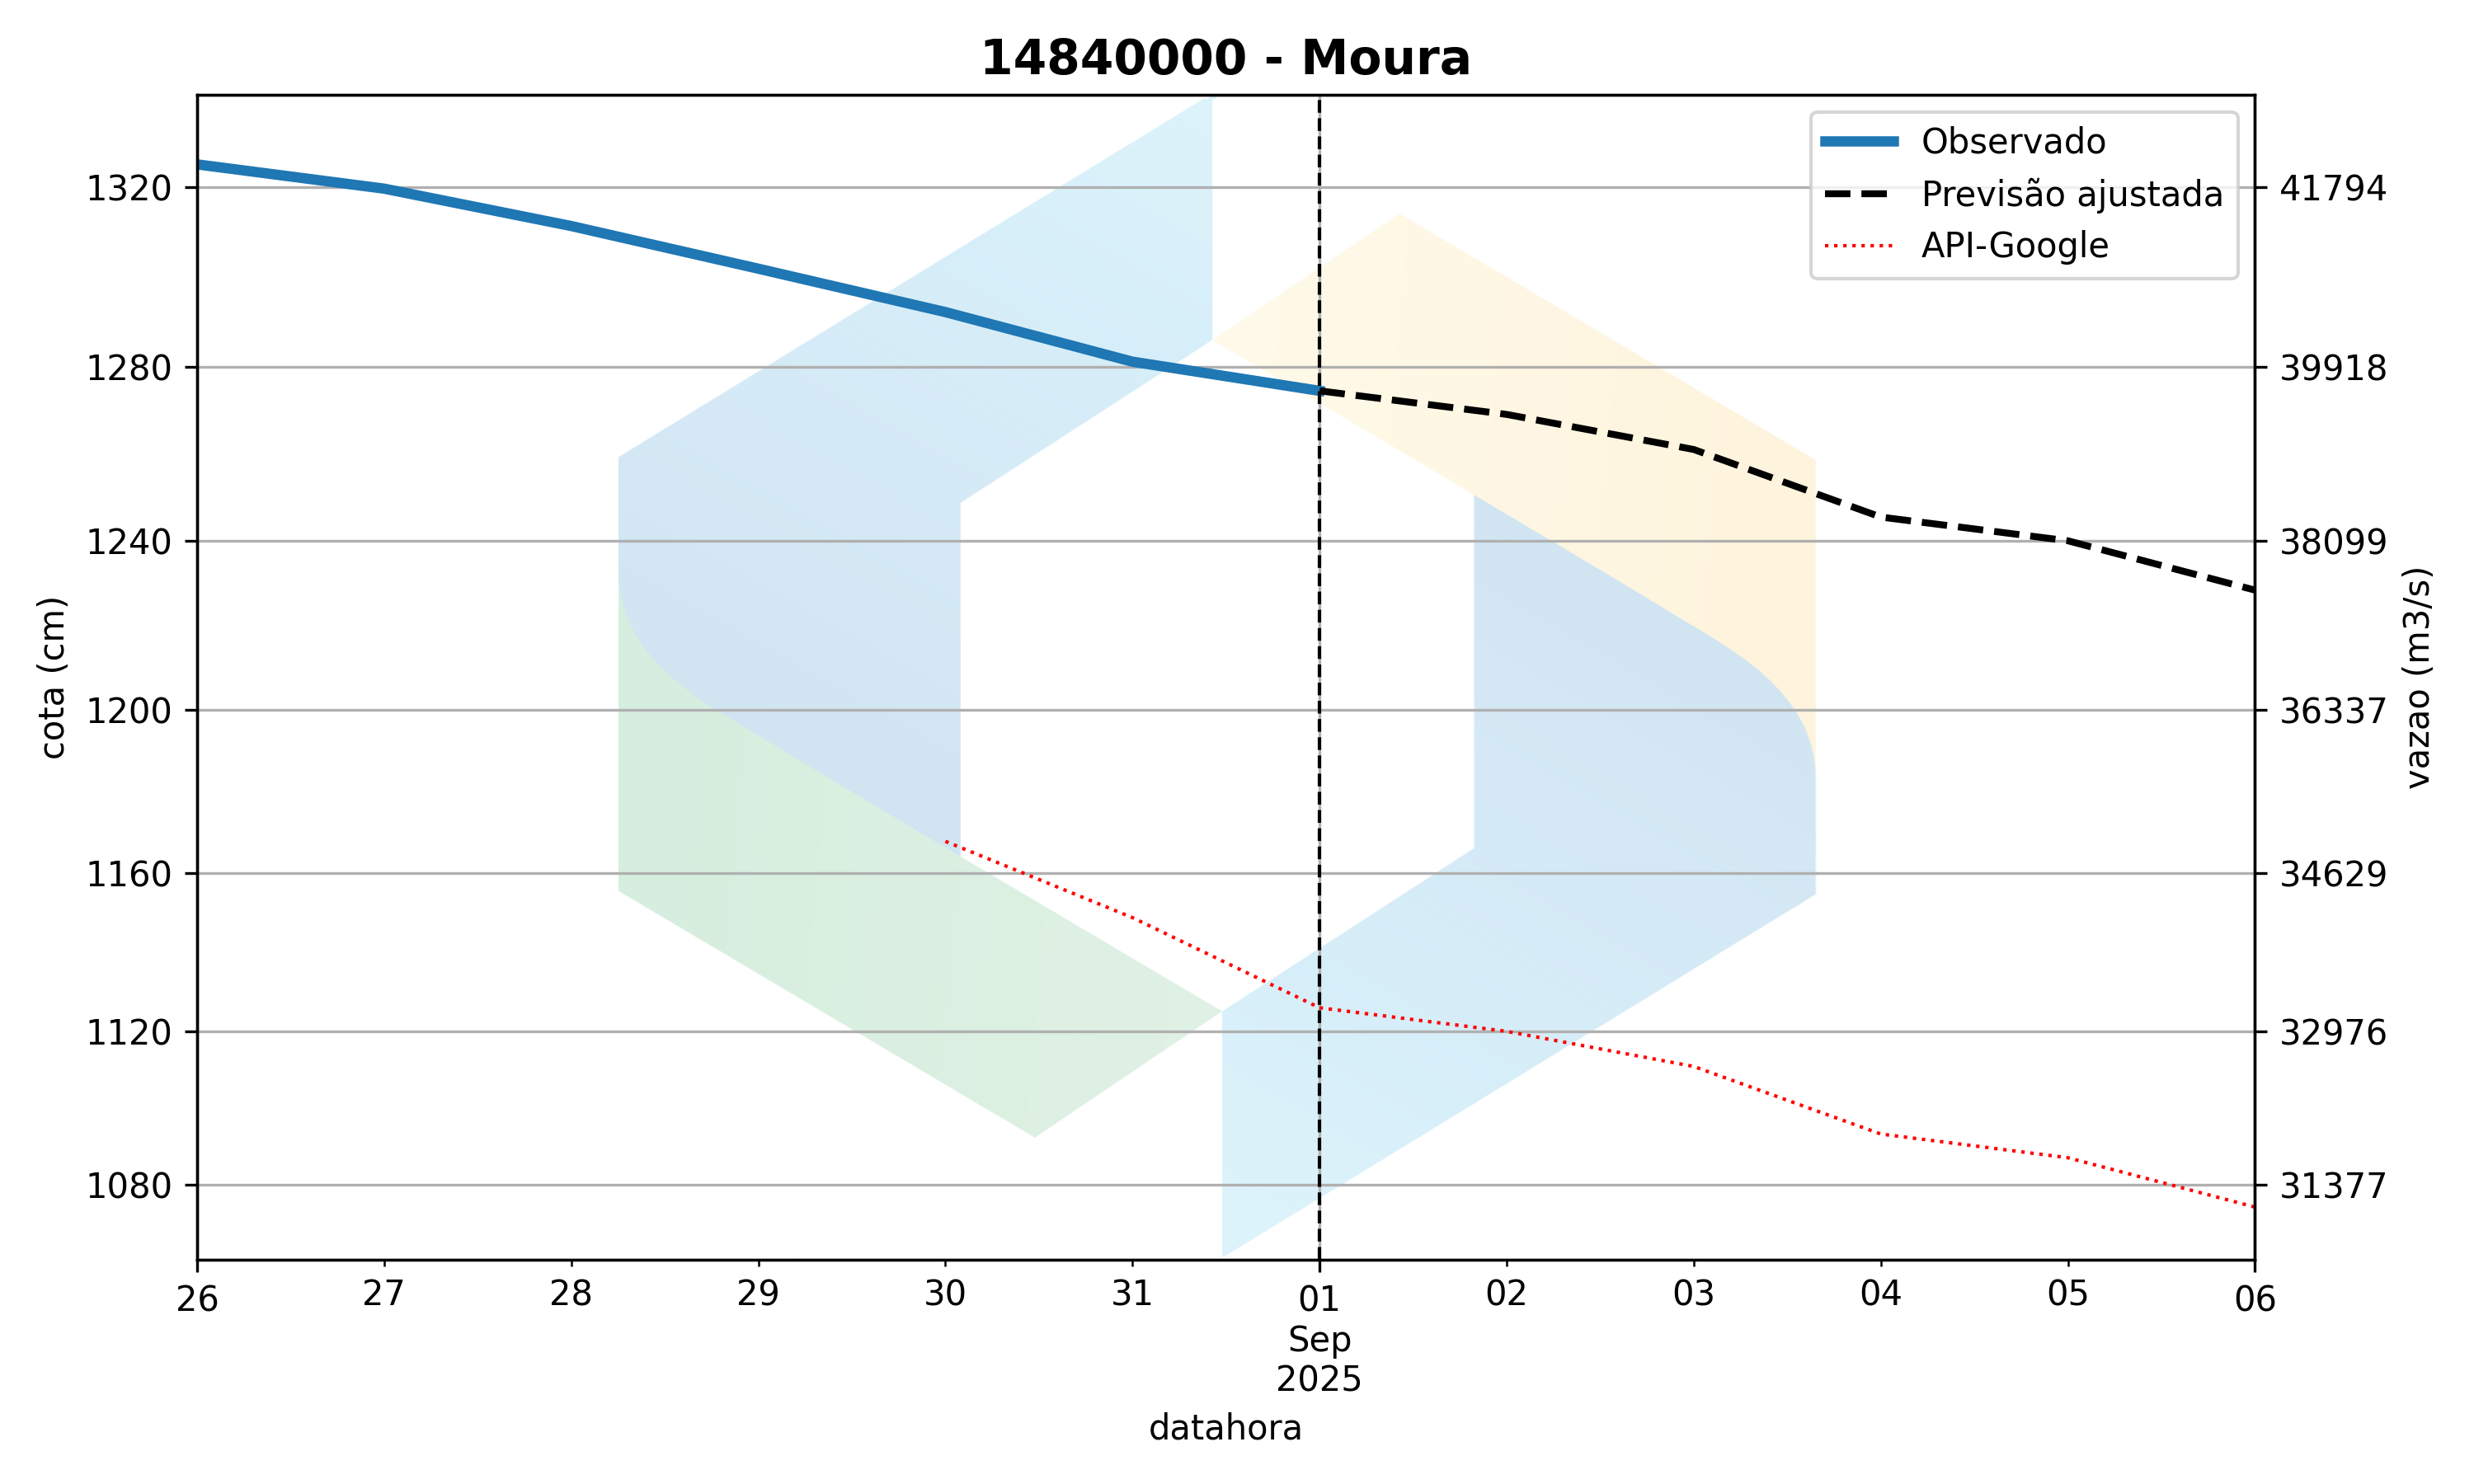 14840000 - Moura
Observado
Previsão ajustada
API-Google
1320
1280
1240
1200
1160
1120
1080
cota (cm)
41794
39918
38099
36337
34629
32976
31377
vazao (m3/s)
26 27 28 29 30 31 01 02 03 04 05 06
Sep
2025
datahora